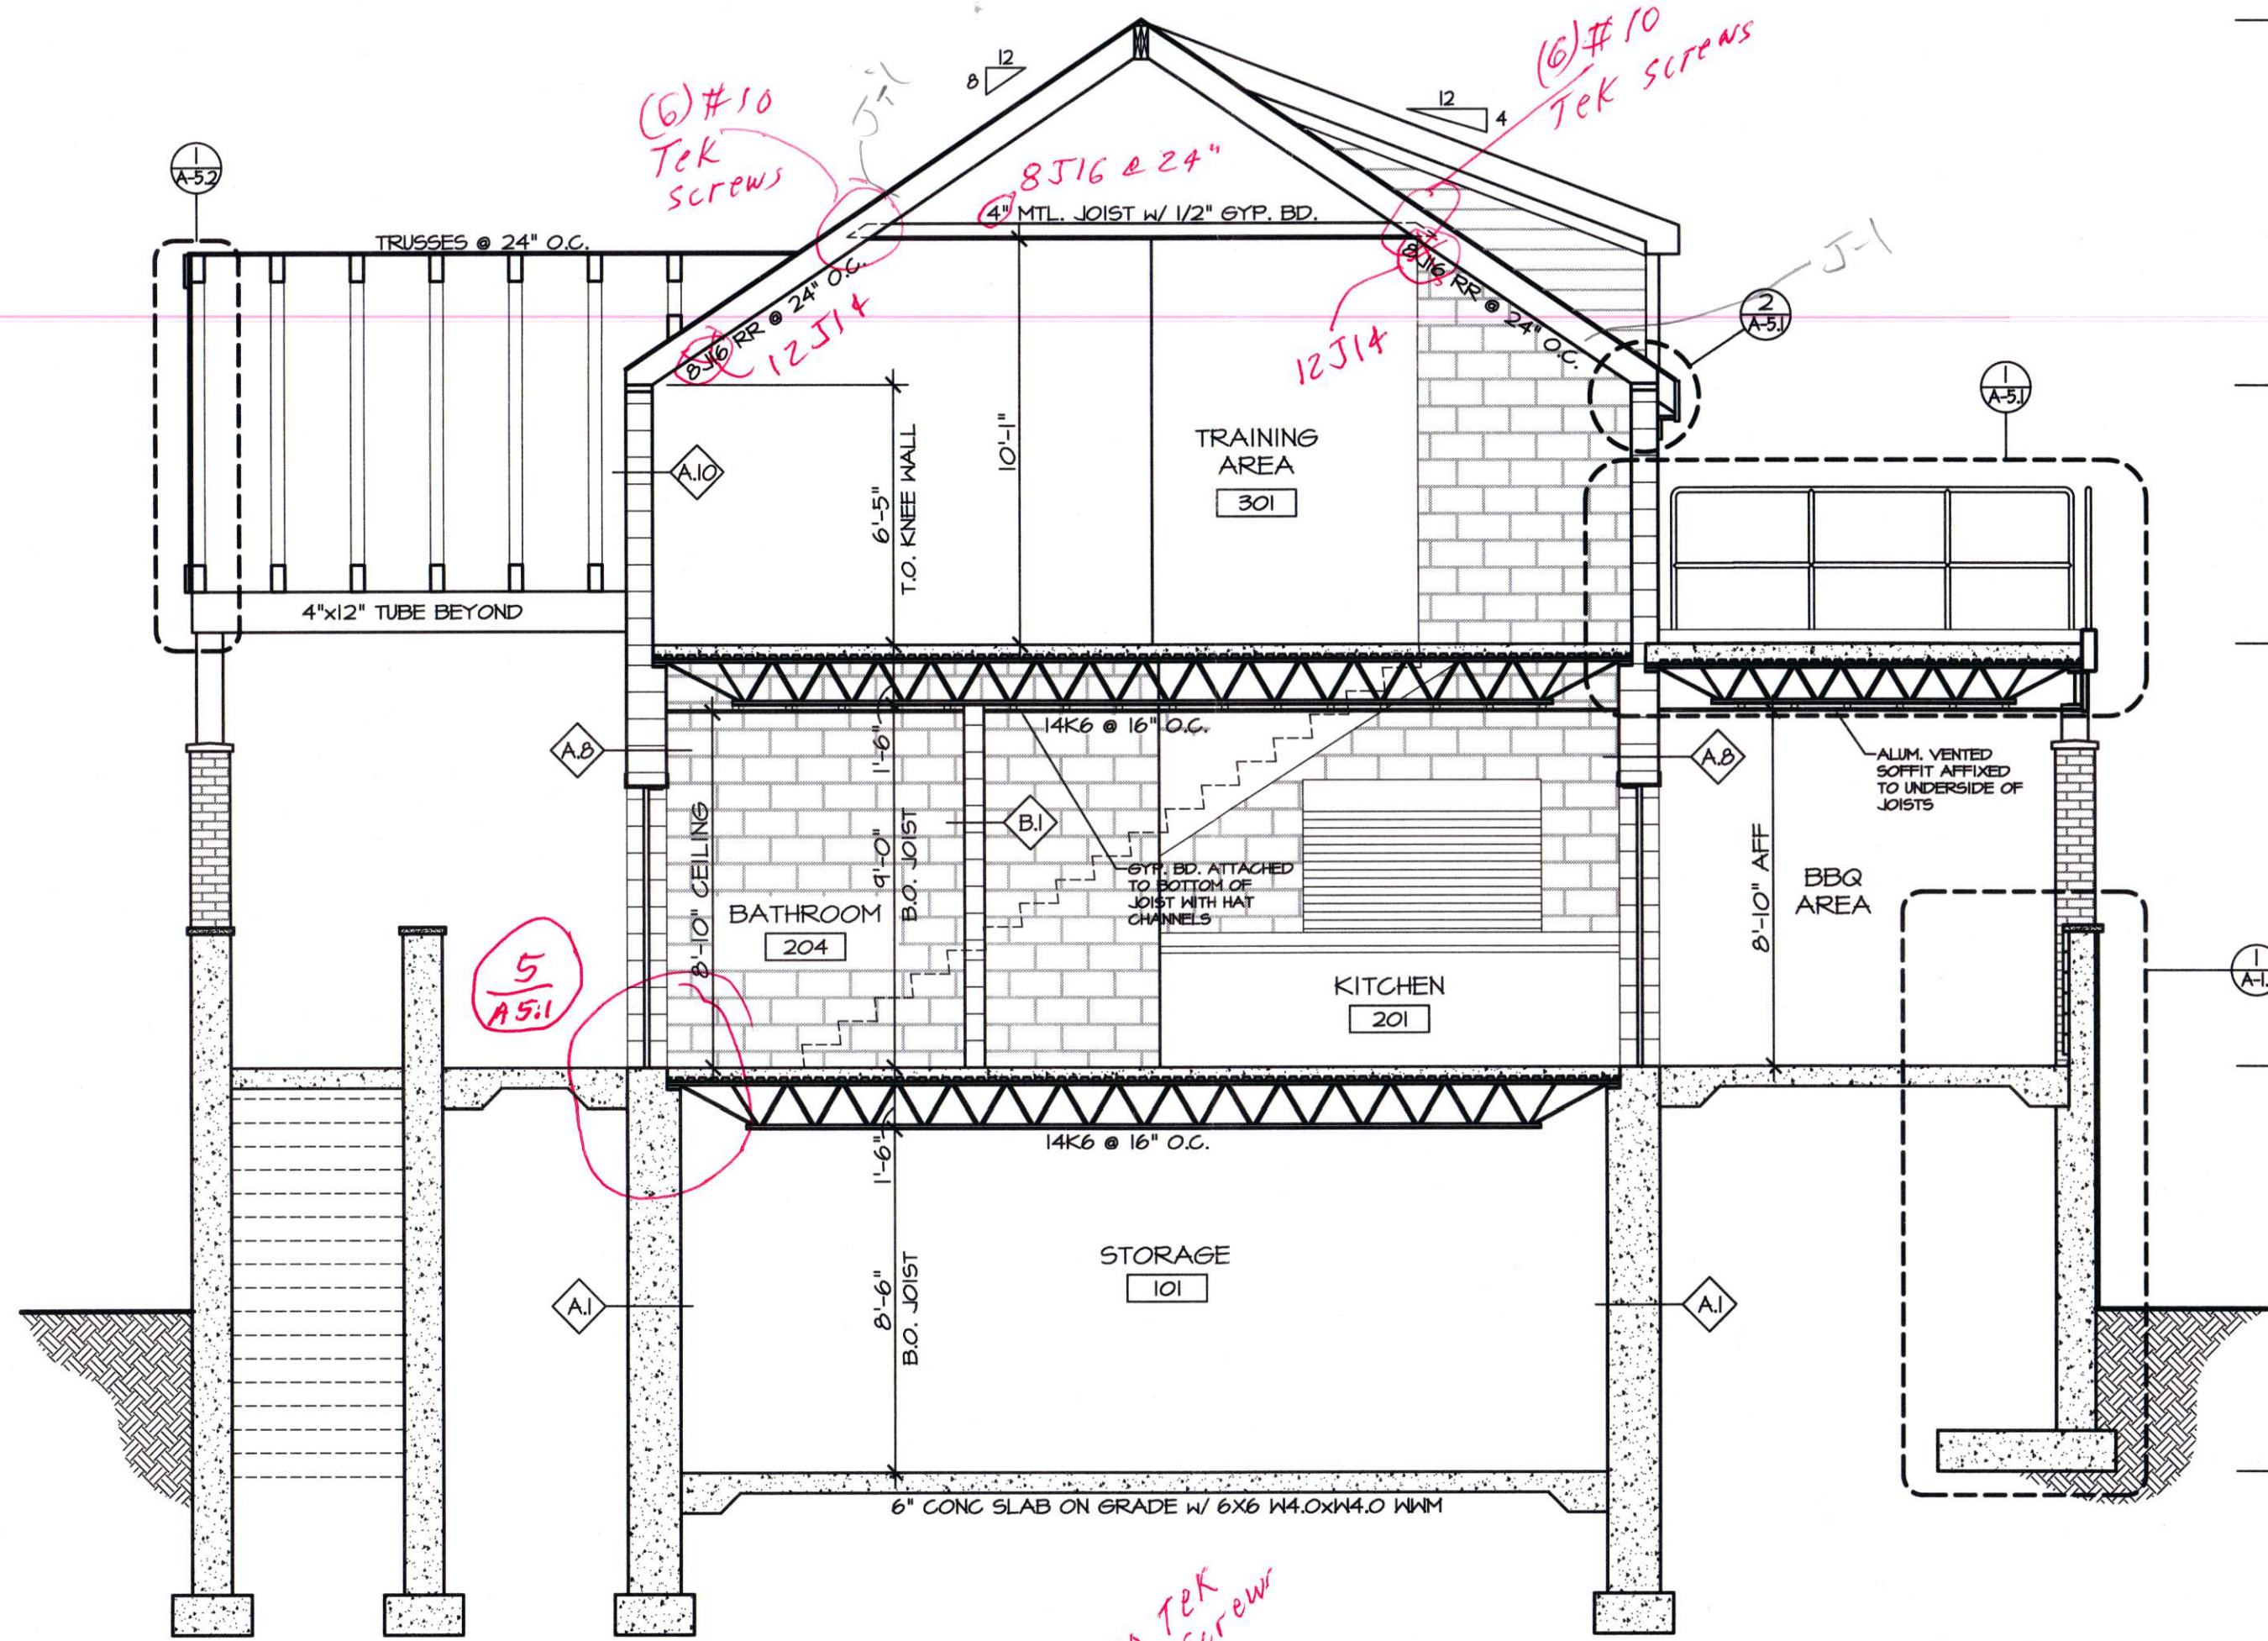 (6) #10
Tek
screws
J-1
12
8
(6) #10
Tek screws
12
4
1
A-5.2
8J16 @ 24"
4" MTL. JOIST W/ 1/2" GYP. BD.
TRUSSES @ 24" O.C.
8J16 RR @ 24" O.C.
12J14
8J16 RR @ 24" O.C.
12J14
J-1
2
A-5.1
1
A-5.1
A.10
6'-5"
T.O. KNEE WALL
10'-1"
TRAINING
AREA
301
4"x12" TUBE BEYOND
14K6 @ 16" O.C.
A.8
1'-6"
A.8
ALUM. VENTED
SOFFIT AFFIXED
TO UNDERSIDE OF
JOISTS
8'-10" CEILING
9'-0"
B.O. JOIST
B.1
GYP. BD. ATTACHED
TO BOTTOM OF
JOIST WITH HAT
CHANNELS
8'-10" AFF
BBQ
AREA
BATHROOM
204
5
A 5.1
KITCHEN
201
1
14K6 @ 16" O.C.
1'-6"
8'-6"
B.O. JOIST
STORAGE
101
A.1
A.1
6" CONC SLAB ON GRADE W/ 6X6 W4.0xW4.0 WWM
Tek